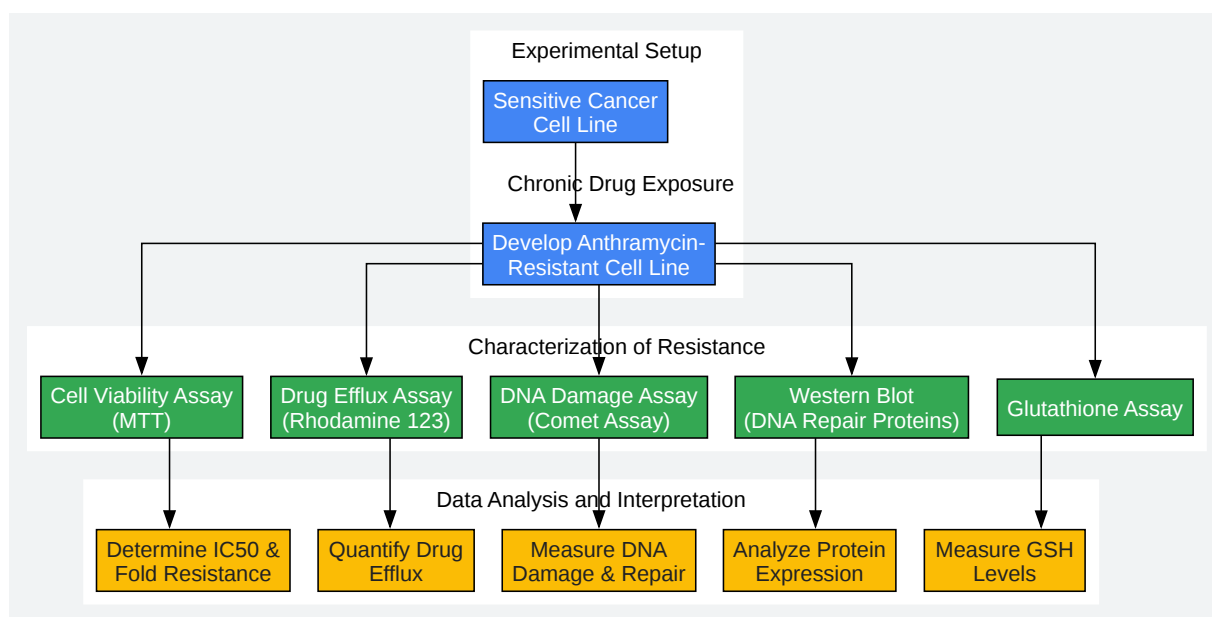 Experimental Setup
Sensitive Cancer
Cell Line
Chronic Drug Exposure
Develop Anthramycin-
Resistant Cell Line
Characterization of Resistance
Cell Viability Assay
(MTT)
Drug Efflux Assay
(Rhodamine 123)
DNA Damage Assay
(Comet Assay)
Western Blot
(DNA Repair Proteins)
Glutathione Assay
Data Analysis and Interpretation
Determine IC50 &
Fold Resistance
Quantify Drug
Efflux
Measure DNA
Damage & Repair
Analyze Protein
Expression
Measure GSH
Levels